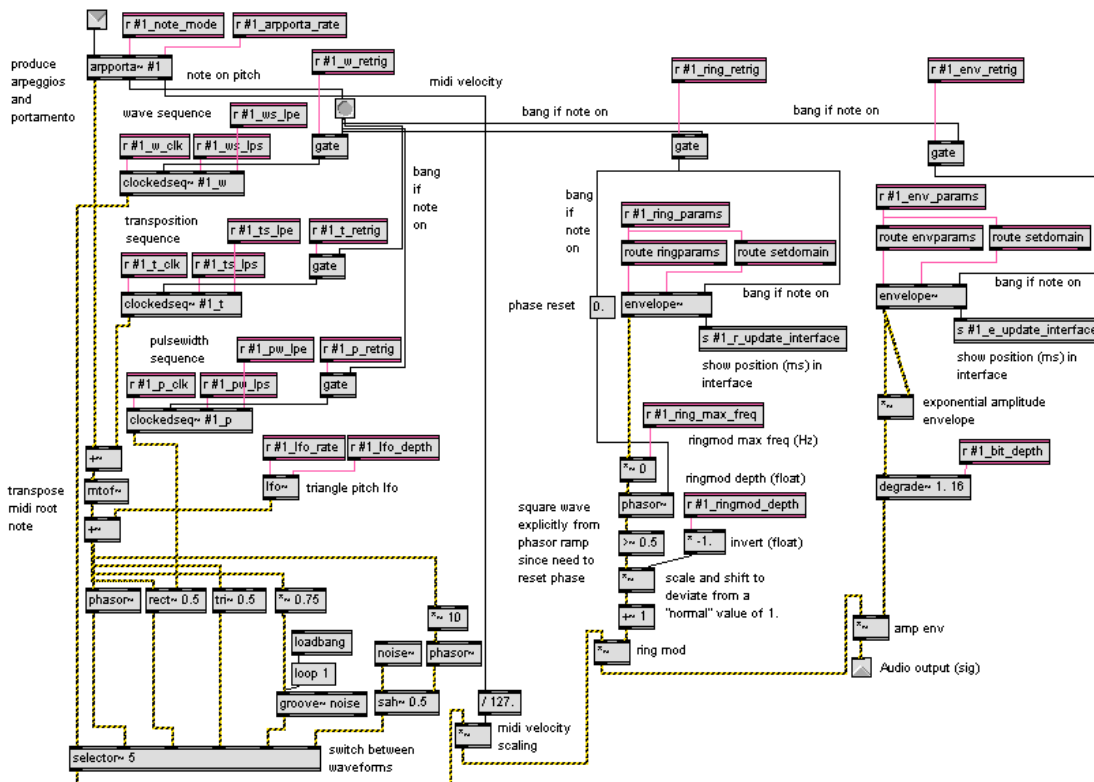 r #1_note_mode
r #1_arpporta_rate
produce
arpeggios
and
portamento
arpporta~ #1
note on pitch
r #1_w_retrig
midi velocity
r #1_ring_retrig
r #1_env_retrig
wave sequence
r #1_ws_lpe
bang if note on
bang if note on
r #1_w_clk
r #1_ws_lps
gate
gate
gate
clockedseq~ #1_w
bang
if
note
on
bang
if
note
on
r #1_ring_params
r #1_env_params
route ringparams
route setdomain
route envparams
route setdomain
transposition
sequence
r #1_ts_lpe
r #1_t_retrig
r #1_t_clk
r #1_ts_lps
gate
clockedseq~ #1_t
phase reset
0.
envelope~
bang if note on
envelope~
bang if note on
s #1_r_update_interface
s #1_e_update_interface
show position (ms) in
interface
show position (ms) in
interface
pulsewidth
sequence
r #1_pw_lpe
r #1_p_retrig
r #1_p_clk
r #1_pw_lps
gate
clockedseq~ #1_p
r #1_ring_max_freq
ringmod max freq (Hz)
*~
exponential amplitude
envelope
r #1_bit_depth
degrade~ 1. 16
+~
r #1_lfo_rate
r #1_lfo_depth
lfo~
triangle pitch lfo
transpose
midi root
note
mtof~
+~
*~ 0
ringmod depth (float)
phasor~
r #1_ringmod_depth
square wave
explicitly from
phasor ramp
since need to
reset phase
>~ 0.5
* -1.
invert (float)
*~
scale and shift to
deviate from a
"normal" value of 1.
+~ 1
phasor~
rect~ 0.5
tri~ 0.5
*~ 0.75
*~ 10
*~
amp env
loadbang
loop 1
noise~
phasor~
*~
ring mod
Audio output (sig)
groove~ noise
sah~ 0.5
/ 127.
*~
midi velocity
scaling
selector~ 5
switch between
waveforms